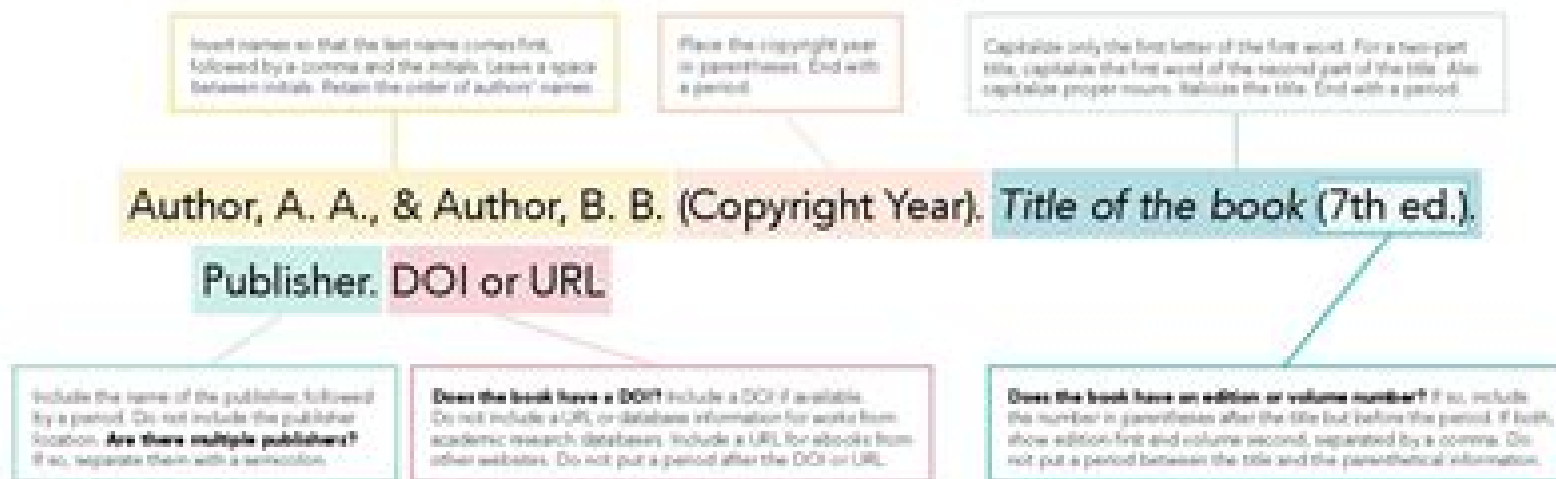 Invert names so that the last name comes first,
followed by a comma and the initials. Leave a space
between initials. Retain the order of authors' names.
Place the copyright year
in parentheses. End with
a period.
Capitalize only the first letter of the first word. For a two-part
title, capitalize the first word of the second part of the title. Also
capitalize proper nouns. Italicize the title. End with a period.
Author, A. A., & Author, B. B. (Copyright Year). Title of the book (7th ed.).
Publisher. DOI or URL
Include the name of the publisher, followed
by a period. Do not include the publisher
location. Are there multiple publishers?
If so, separate them with a semicolon.
Does the book have a DOI? Include a DOI if available.
Do not include a URL or database information for works from
academic research databases. Include a URL for ebooks from
other websites. Do not put a period after the DOI or URL.
Does the book have an edition or volume number? If so, include
the number in parentheses after the title but before the period. If both,
show edition first and volume second, separated by a comma. Do
not put a period between the title and the parenthetical information.